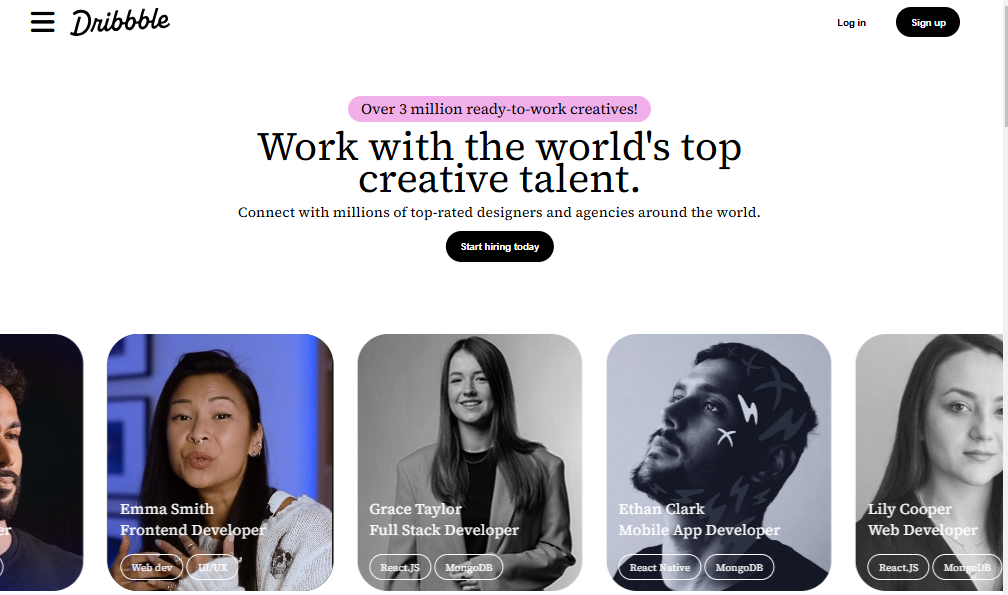 Dribbble
Log in
Sign up
Over 3 million ready-to-work creatives!
Work with the world's top
creative talent.
Connect with millions of top-rated designers and agencies around the world.
Start hiring today
Emma Smith
Frontend Developer
Web dev
UI/UX
Grace Taylor
Full Stack Developer
React.JS
MongoDB
Ethan Clark
Mobile App Developer
React Native
MongoDB
Lily Cooper
Web Developer
React.JS
MongoDB